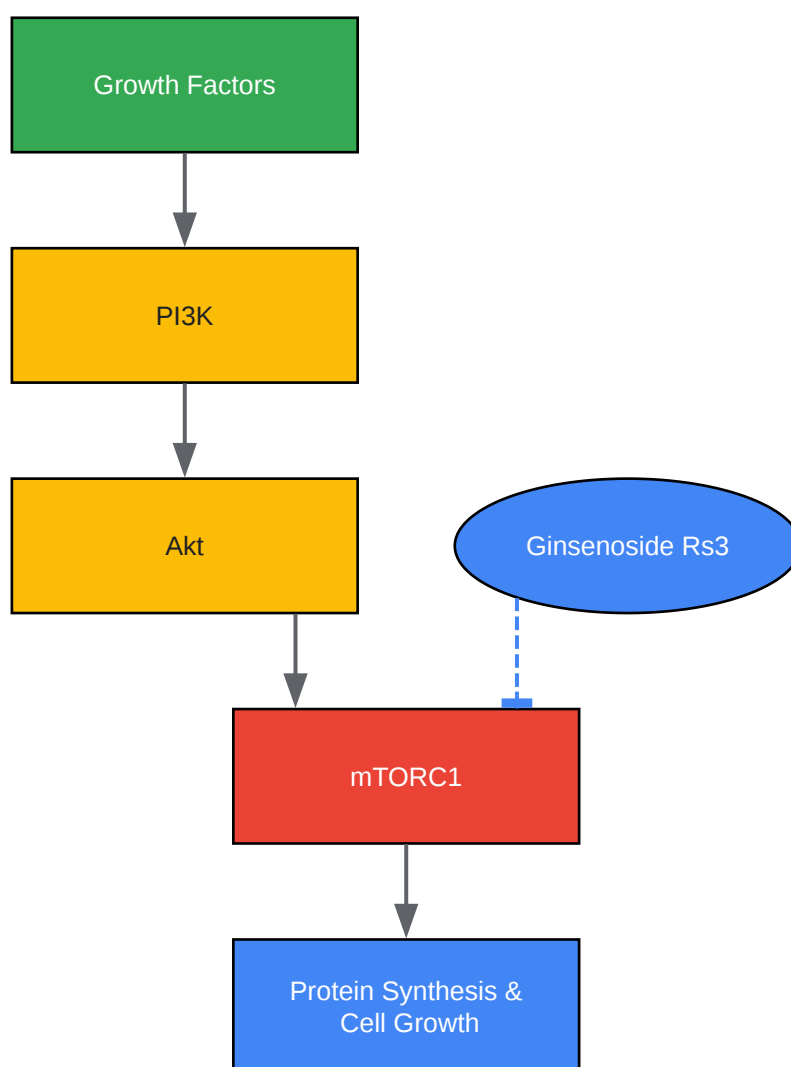 Growth Factors
PI3K
Akt
Ginsenoside Rs3
mTORC1
Protein Synthesis &
Cell Growth